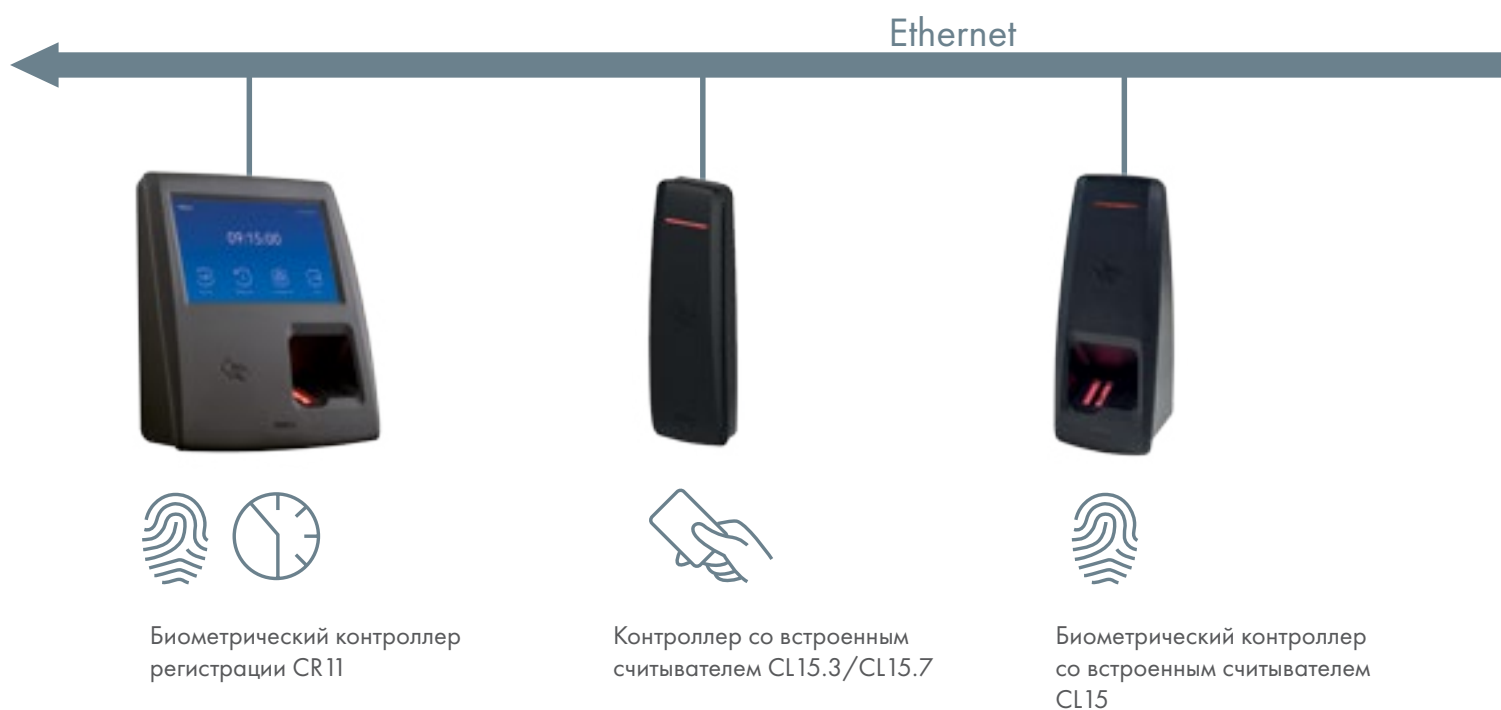 Ethernet
09:15:00
Биометрический контроллер
регистрации CR11
Контроллер со встроенным
считывателем CL15.3/CL15.7
Биометрический контроллер
со встроенным считывателем
CL15